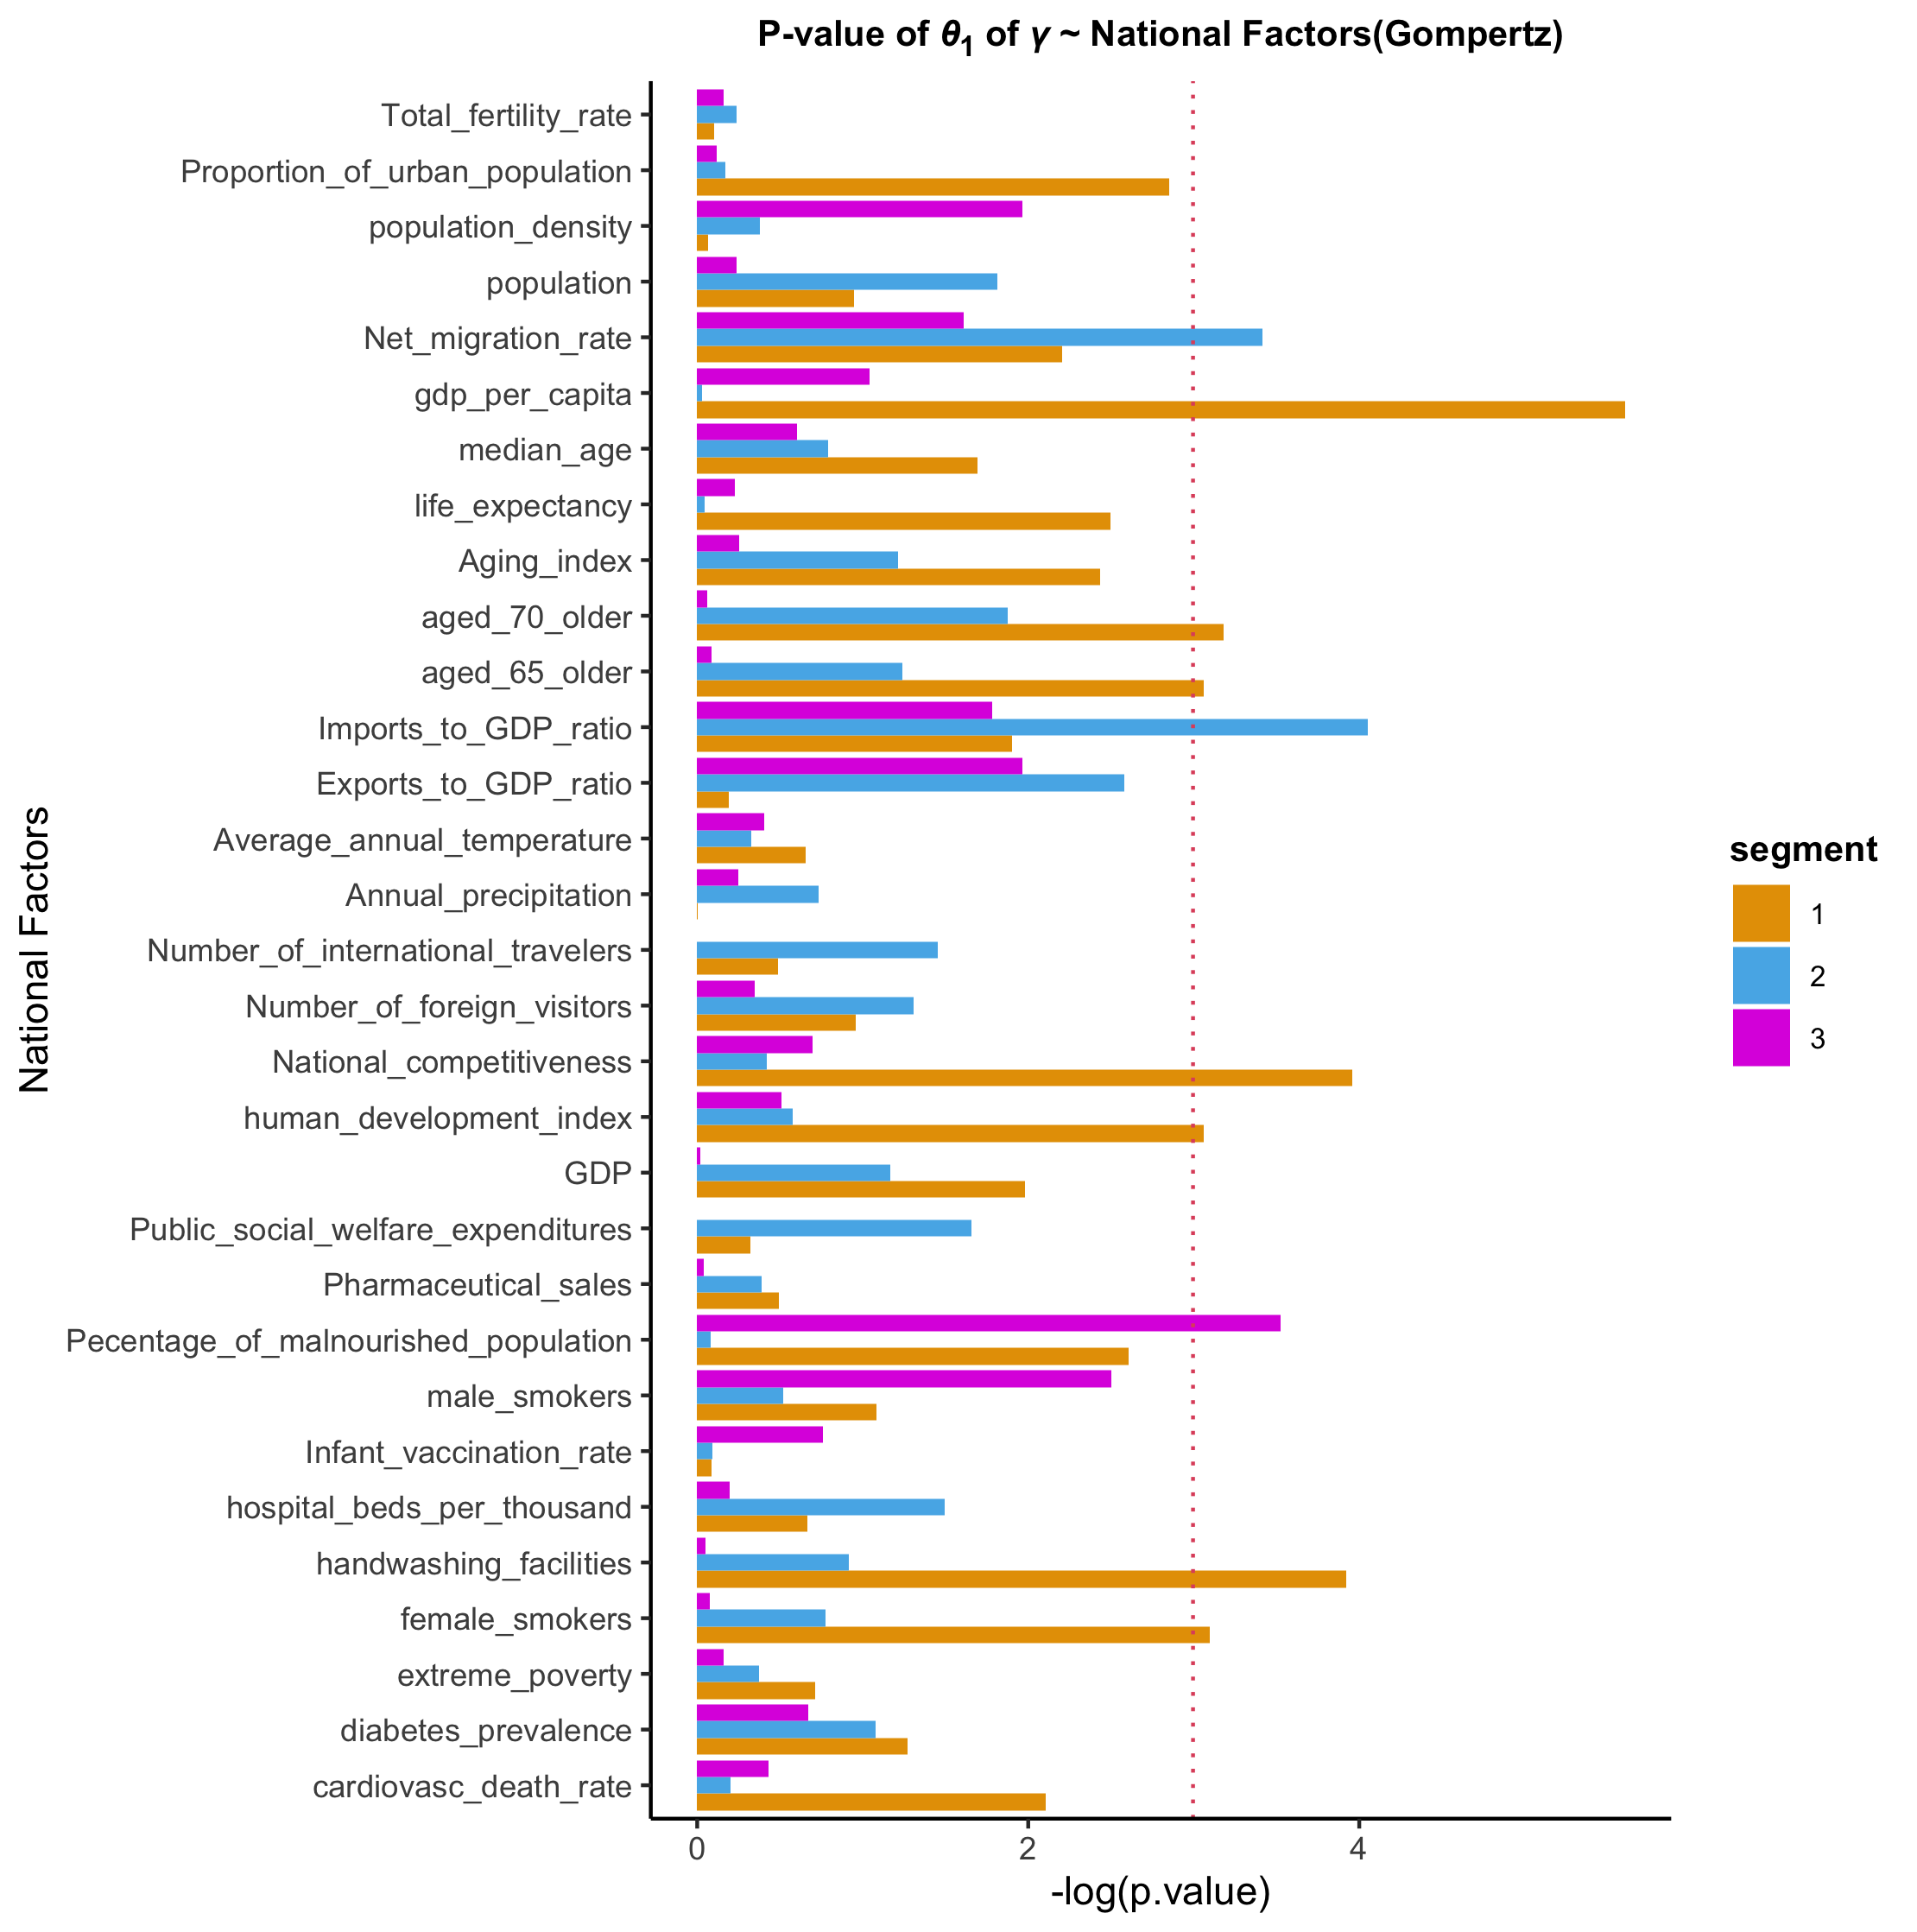 P-value of θ1 of γ ~ National Factors(Gompertz)
Total_fertility_rate
Proportion_of_urban_population
population_density
population
Net_migration_rate
gdp_per_capita
median_age
life_expectancy
Aging_index
aged_70_older
aged_65_older
Imports_to_GDP_ratio
Exports_to_GDP_ratio
Average_annual_temperature
Annual_precipitation
Number_of_international_travelers
Number_of_foreign_visitors
National_competitiveness
human_development_index
GDP
Public_social_welfare_expenditures
Pharmaceutical_sales
Pecentage_of_malnourished_population
male_smokers
Infant_vaccination_rate
hospital_beds_per_thousand
handwashing_facilities
female_smokers
extreme_poverty
diabetes_prevalence
cardiovasc_death_rate
National Factors
0 2 4
-log(p.value)
segment
1
2
3